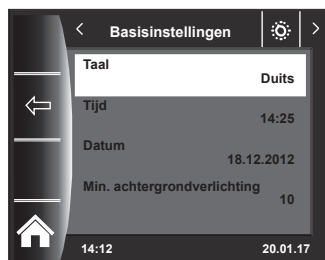 Basisinstellingen
Taal
Duits
Tijd
14:25
Datum
18.12.2012
Min. achtergrondverlichting
10
14:12 20.01.17